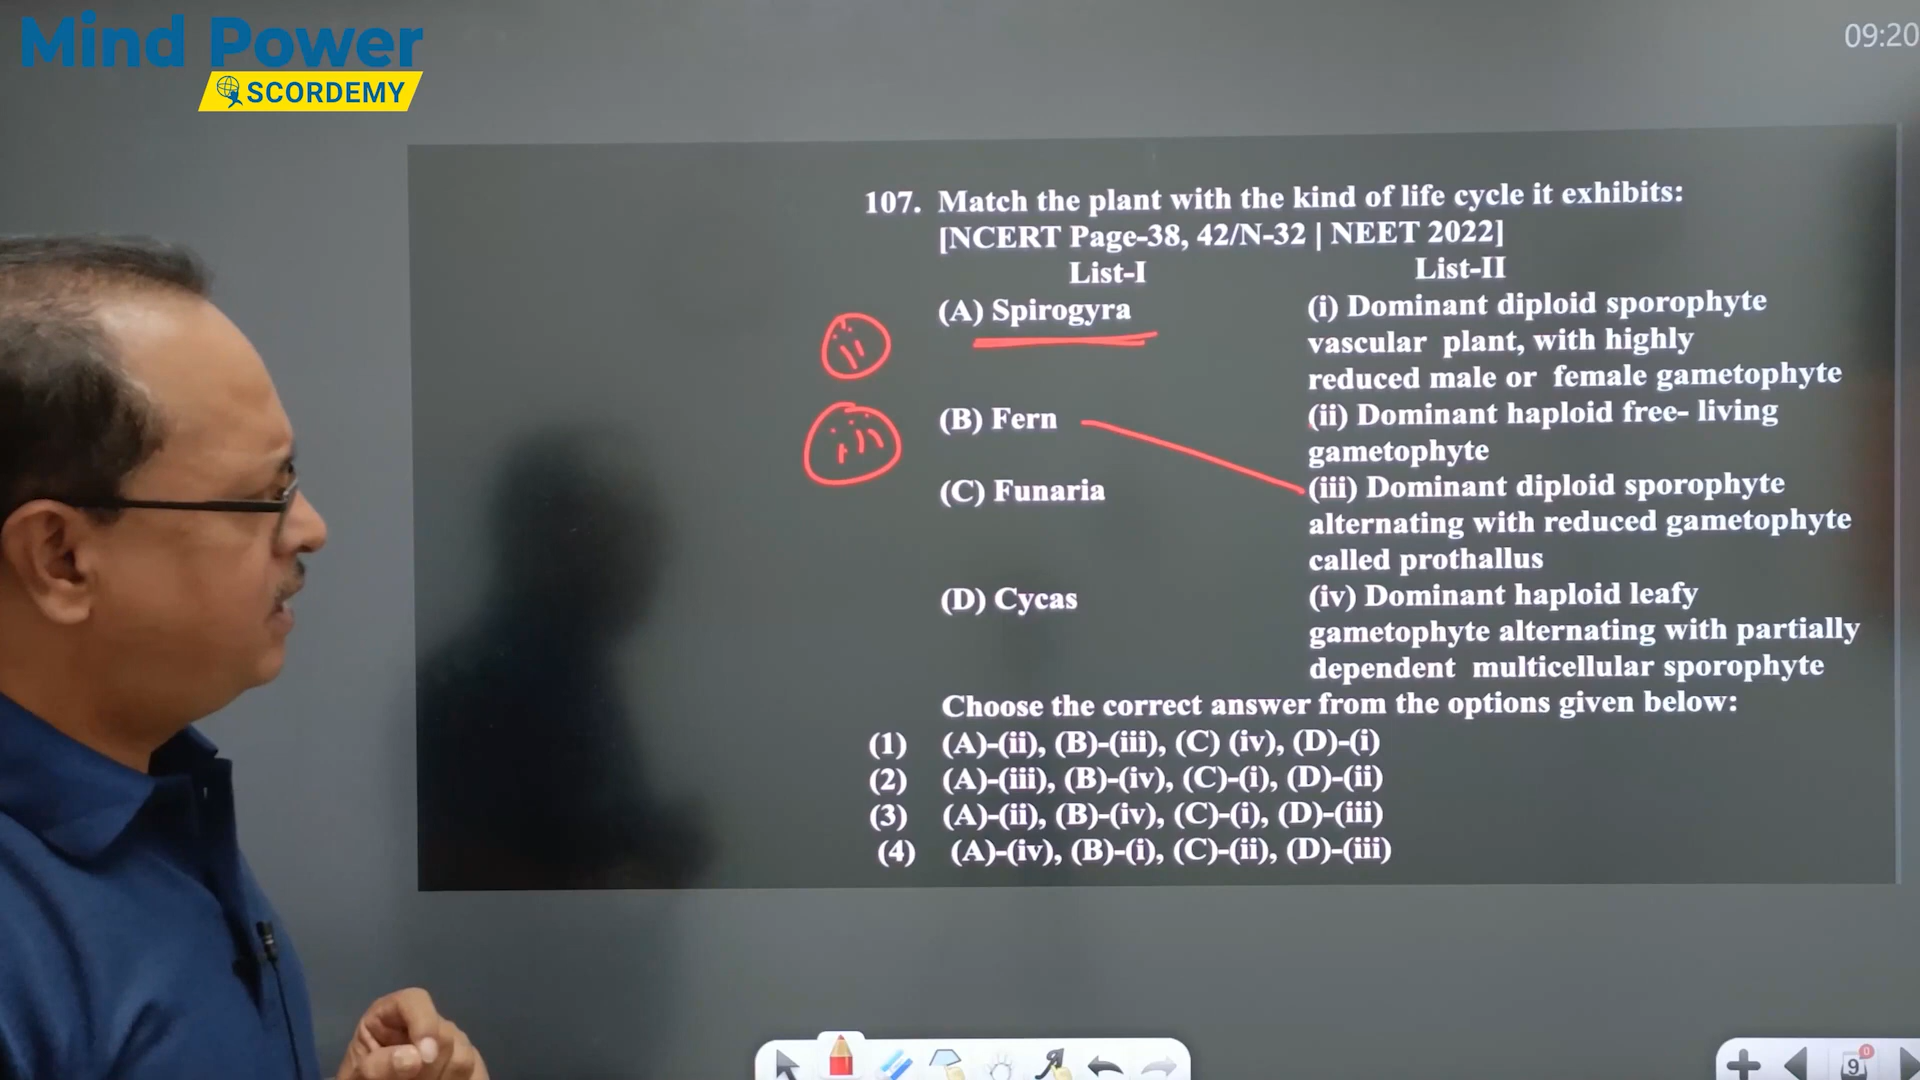 Mind Power
SCORDEMY
09:20
107. Match the plant with the kind of life cycle it exhibits:
[NCERT Page-38, 42/N-32 | NEET 2022]
List-I
List-II
(A) Spirogyra
(i) Dominant diploid sporophyte
vascular plant, with highly
reduced male or female gametophyte
ii
(B) Fern
(ii) Dominant haploid free- living
gametophyte
iii
(C) Funaria
(iii) Dominant diploid sporophyte
alternating with reduced gametophyte
called prothallus
(D) Cycas
(iv) Dominant haploid leafy
gametophyte alternating with partially
dependent multicellular sporophyte
Choose the correct answer from the options given below:
(1) (A)-(ii), (B)-(iii), (C) (iv), (D)-(i)
(2) (A)-(iii), (B)-(iv), (C)-(i), (D)-(ii)
(3) (A)-(ii), (B)-(iv), (C)-(i), (D)-(iii)
(4) (A)-(iv), (B)-(i), (C)-(ii), (D)-(iii)
9
0